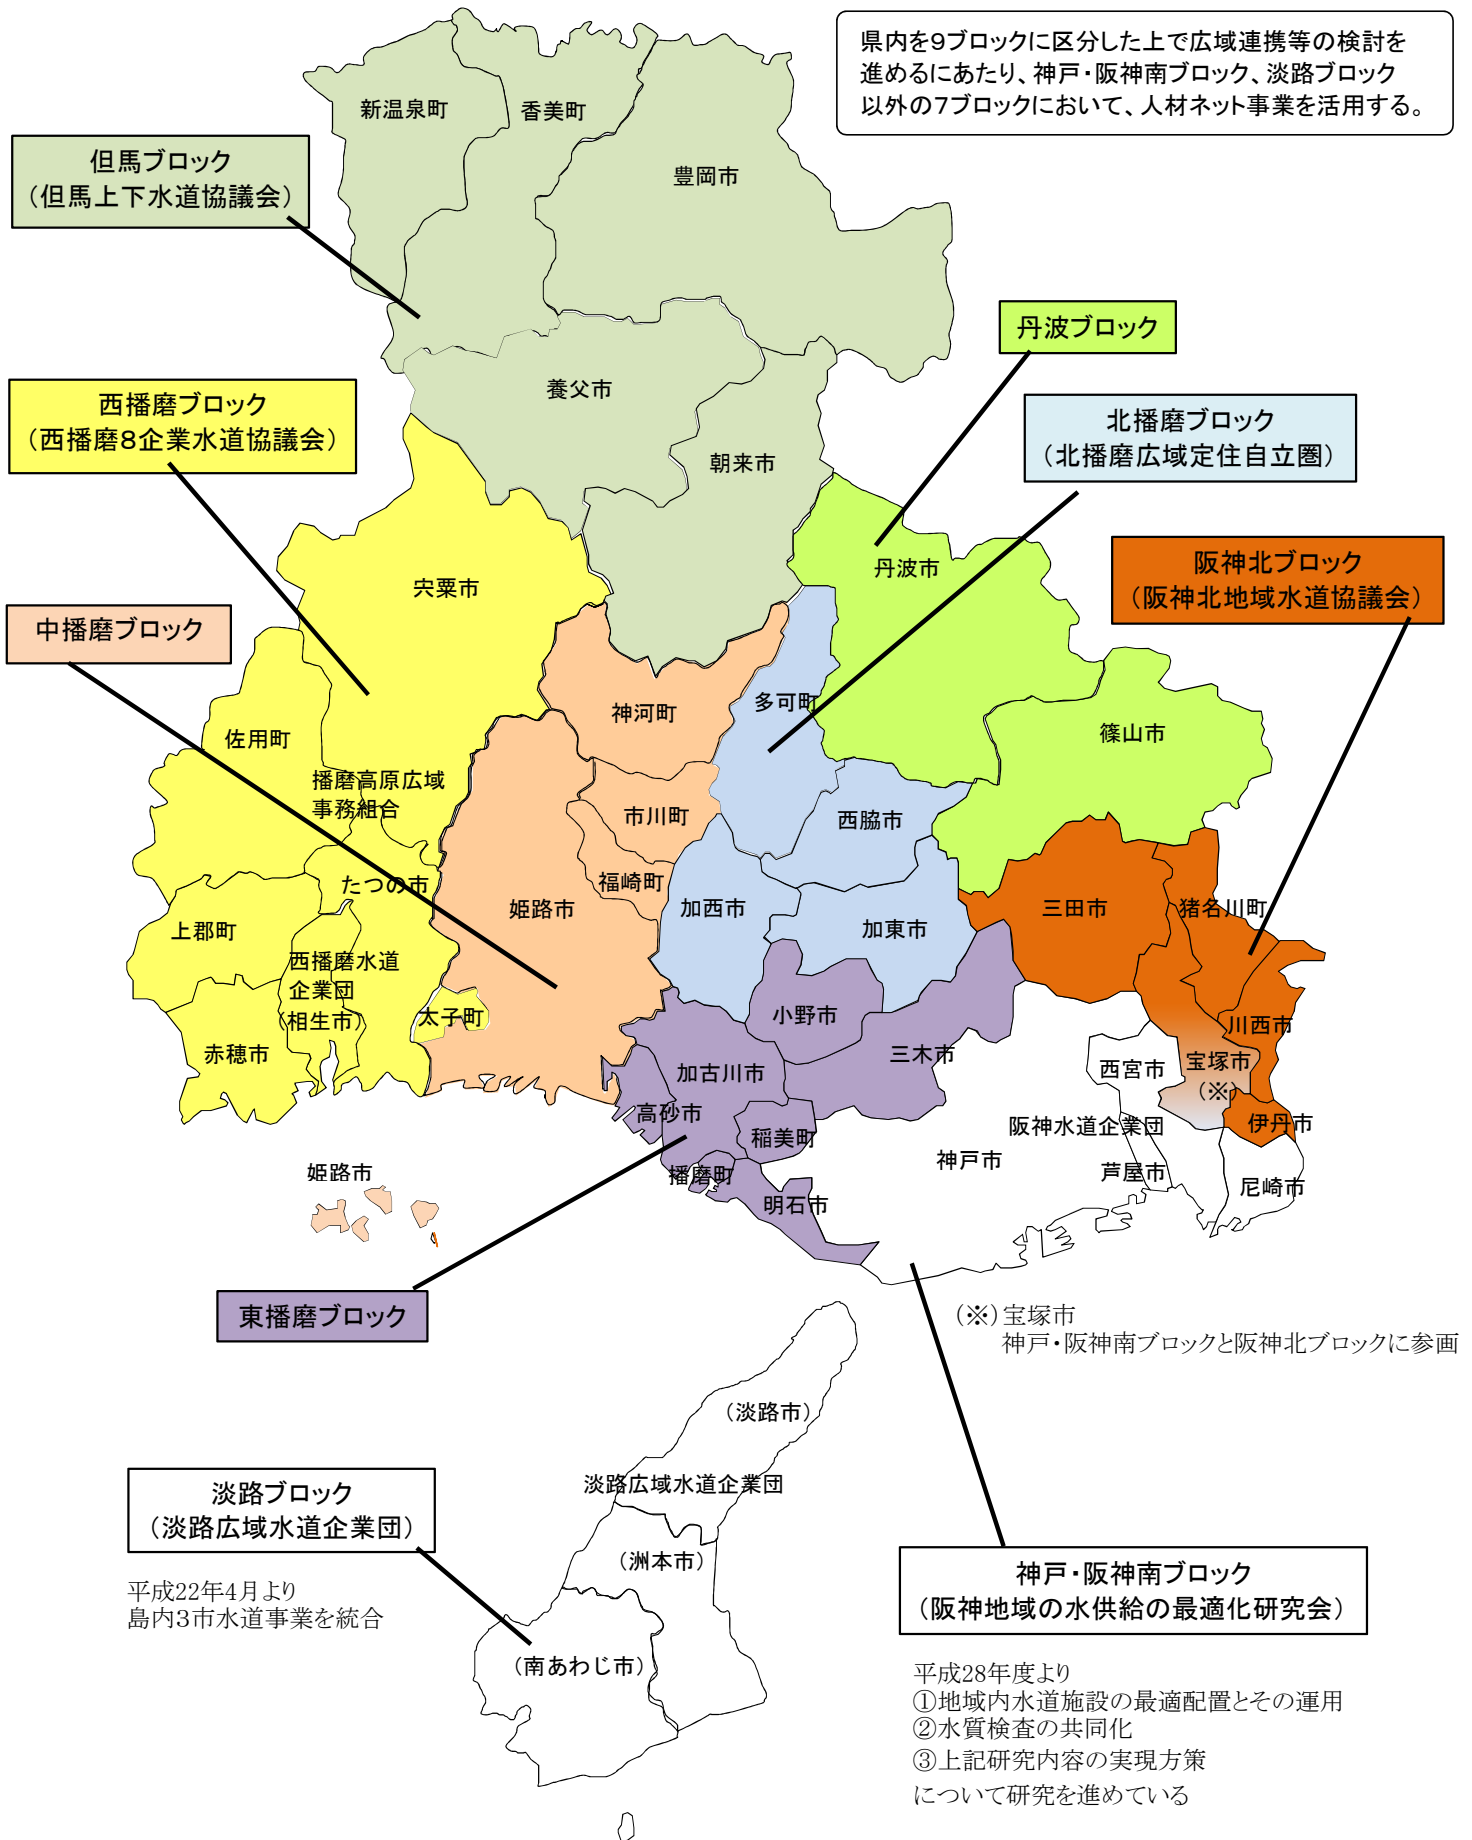 県内を9ブロックに区分した上で広域連携等の検討を
進めるにあたり、神戸・阪神南ブロック、淡路ブロック
以外の7ブロックにおいて、人材ネット事業を活用する。
新温泉町
香美町
豊岡市
但馬ブロック
（但馬上下水道協議会）
養父市
朝来市
丹波ブロック
西播磨ブロック
（西播磨8企業水道協議会）
北播磨ブロック
（北播磨広域定住自立圏）
阪神北ブロック
（阪神北地域水道協議会）
丹波市
宍粟市
中播磨ブロック
神河町
多可町
篠山市
佐用町
播磨高原広域
事務組合
市川町
西脇市
たつの市
福崎町
姫路市
加西市
加東市
三田市
猪名川町
上郡町
西播磨水道
企業団
（相生市）
太子町
小野市
川西市
赤穂市
三木市
加古川市
西宮市
宝塚市
（※）
高砂市
稲美町
阪神水道企業団
伊丹市
神戸市
芦屋市
尼崎市
播磨町
明石市
姫路市
東播磨ブロック
（※）宝塚市
神戸・阪神南ブロックと阪神北ブロックに参画
（淡路市）
淡路広域水道企業団
淡路ブロック
（淡路広域水道企業団）
（洲本市）
平成22年4月より
島内3市水道事業を統合
（南あわじ市）
神戸・阪神南ブロック
（阪神地域の水供給の最適化研究会）
平成28年度より
①地域内水道施設の最適配置とその運用
②水質検査の共同化
③上記研究内容の実現方策
について研究を進めている